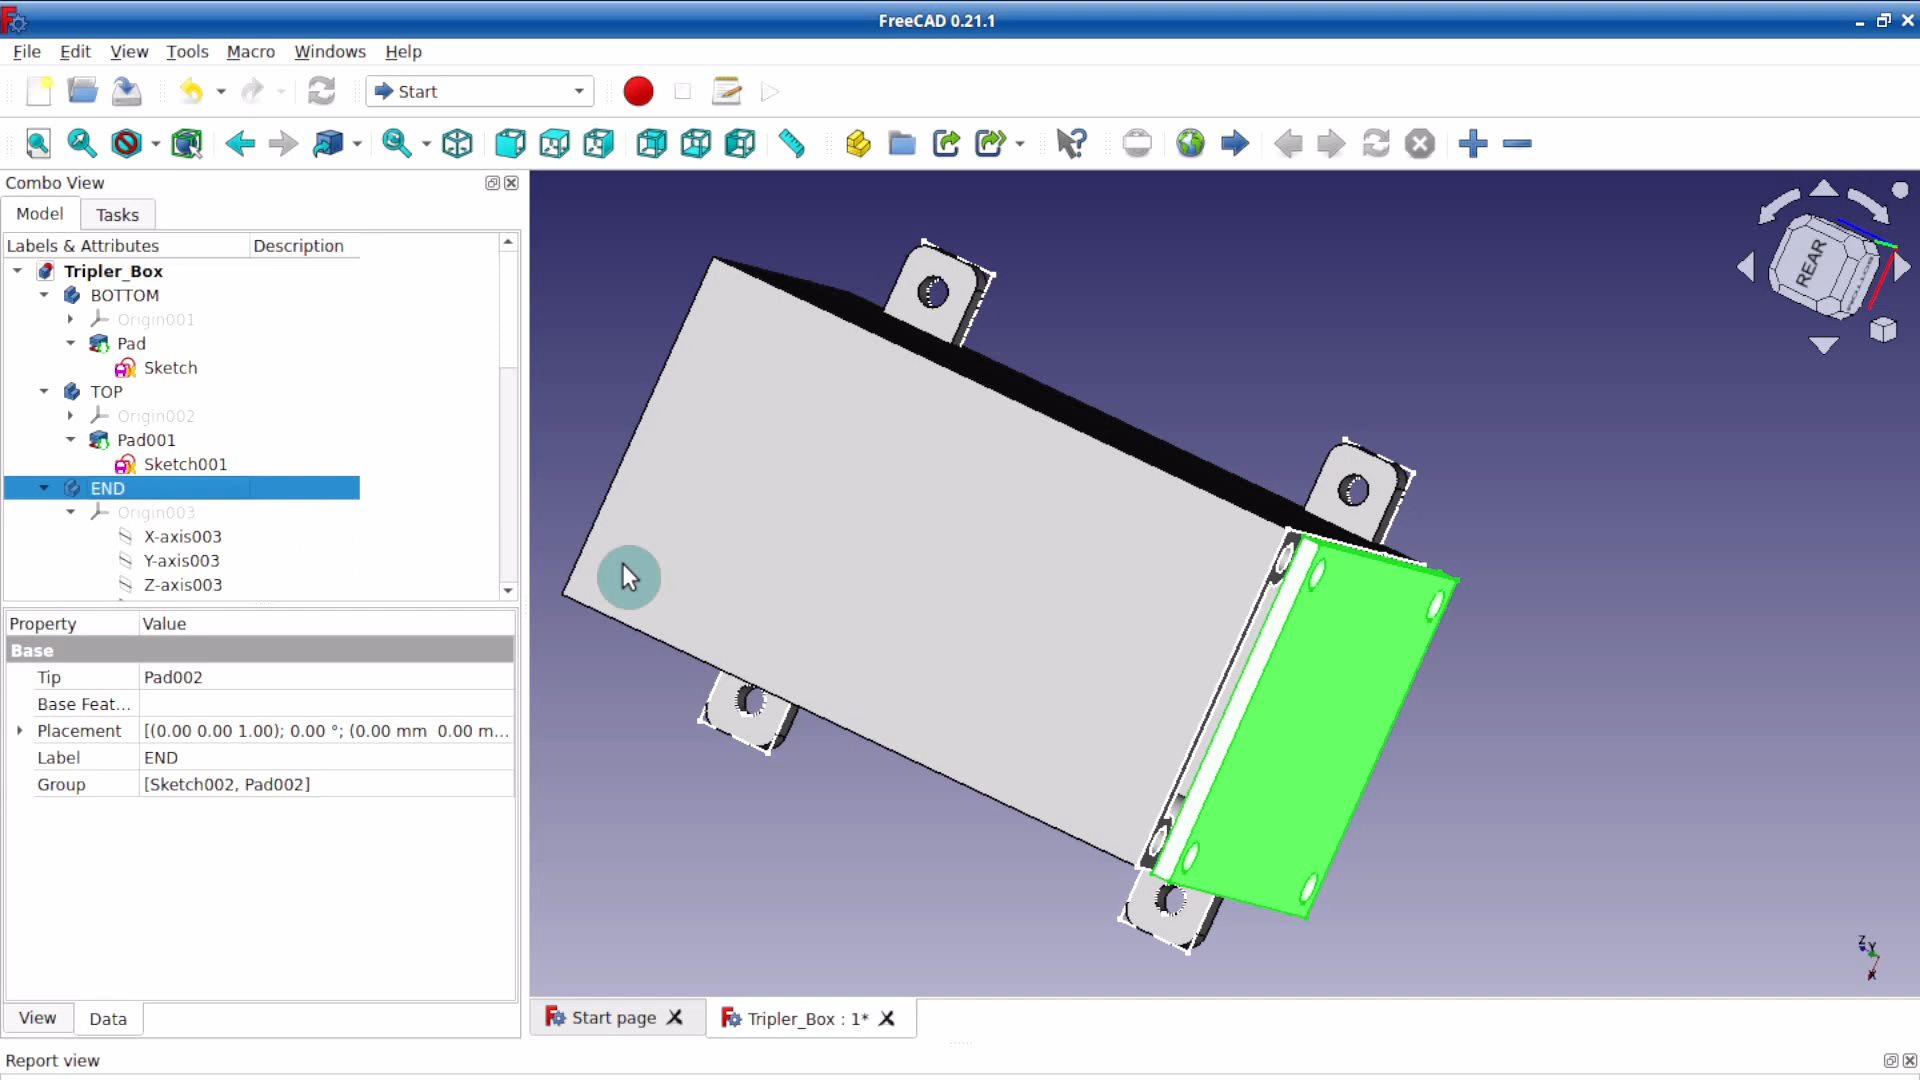 FreeCAD 0.21.1
File Edit View Tools Macro Windows Help
Start
Combo View
Model Tasks
Labels & Attributes Description
Tripler_Box
BOTTOM
Origin001
Pad
Sketch
TOP
Origin002
Pad001
Sketch001
END
Origin003
X-axis003
Y-axis003
Z-axis003
Property Value
Base
Tip Pad002
Base Feat...
Placement [(0.00 0.00 1.00); 0.00 °; (0.00 mm 0.00 m...
Label END
Group [Sketch002, Pad002]
View Data
REAR
BOTTOM
Z Y
X
Start page
Tripler_Box : 1*
Report view